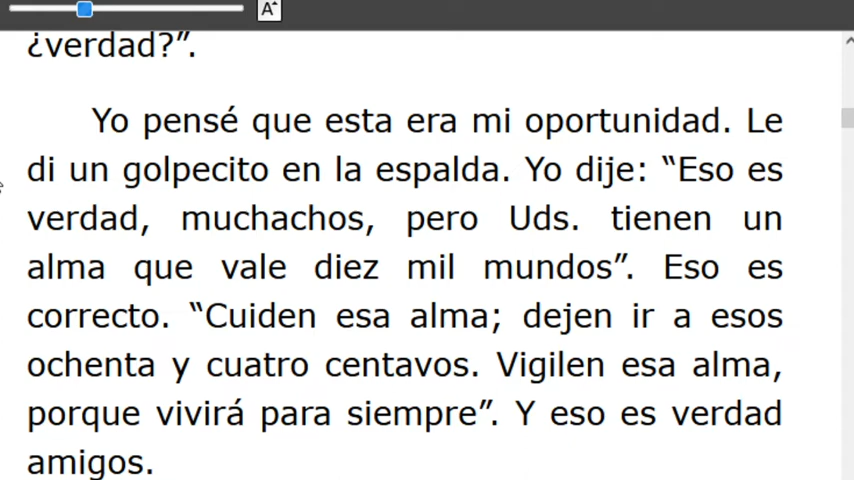 A
¿verdad?”.
Yo pensé que esta era mi oportunidad. Le
di un golpecito en la espalda. Yo dije: “Eso es
verdad, muchachos, pero Uds. tienen un
alma que vale diez mil mundos”. Eso es
correcto. “Cuiden esa alma; dejen ir a esos
ochenta y cuatro centavos. Vigilen esa alma,
porque vivirá para siempre”. Y eso es verdad
amigos.